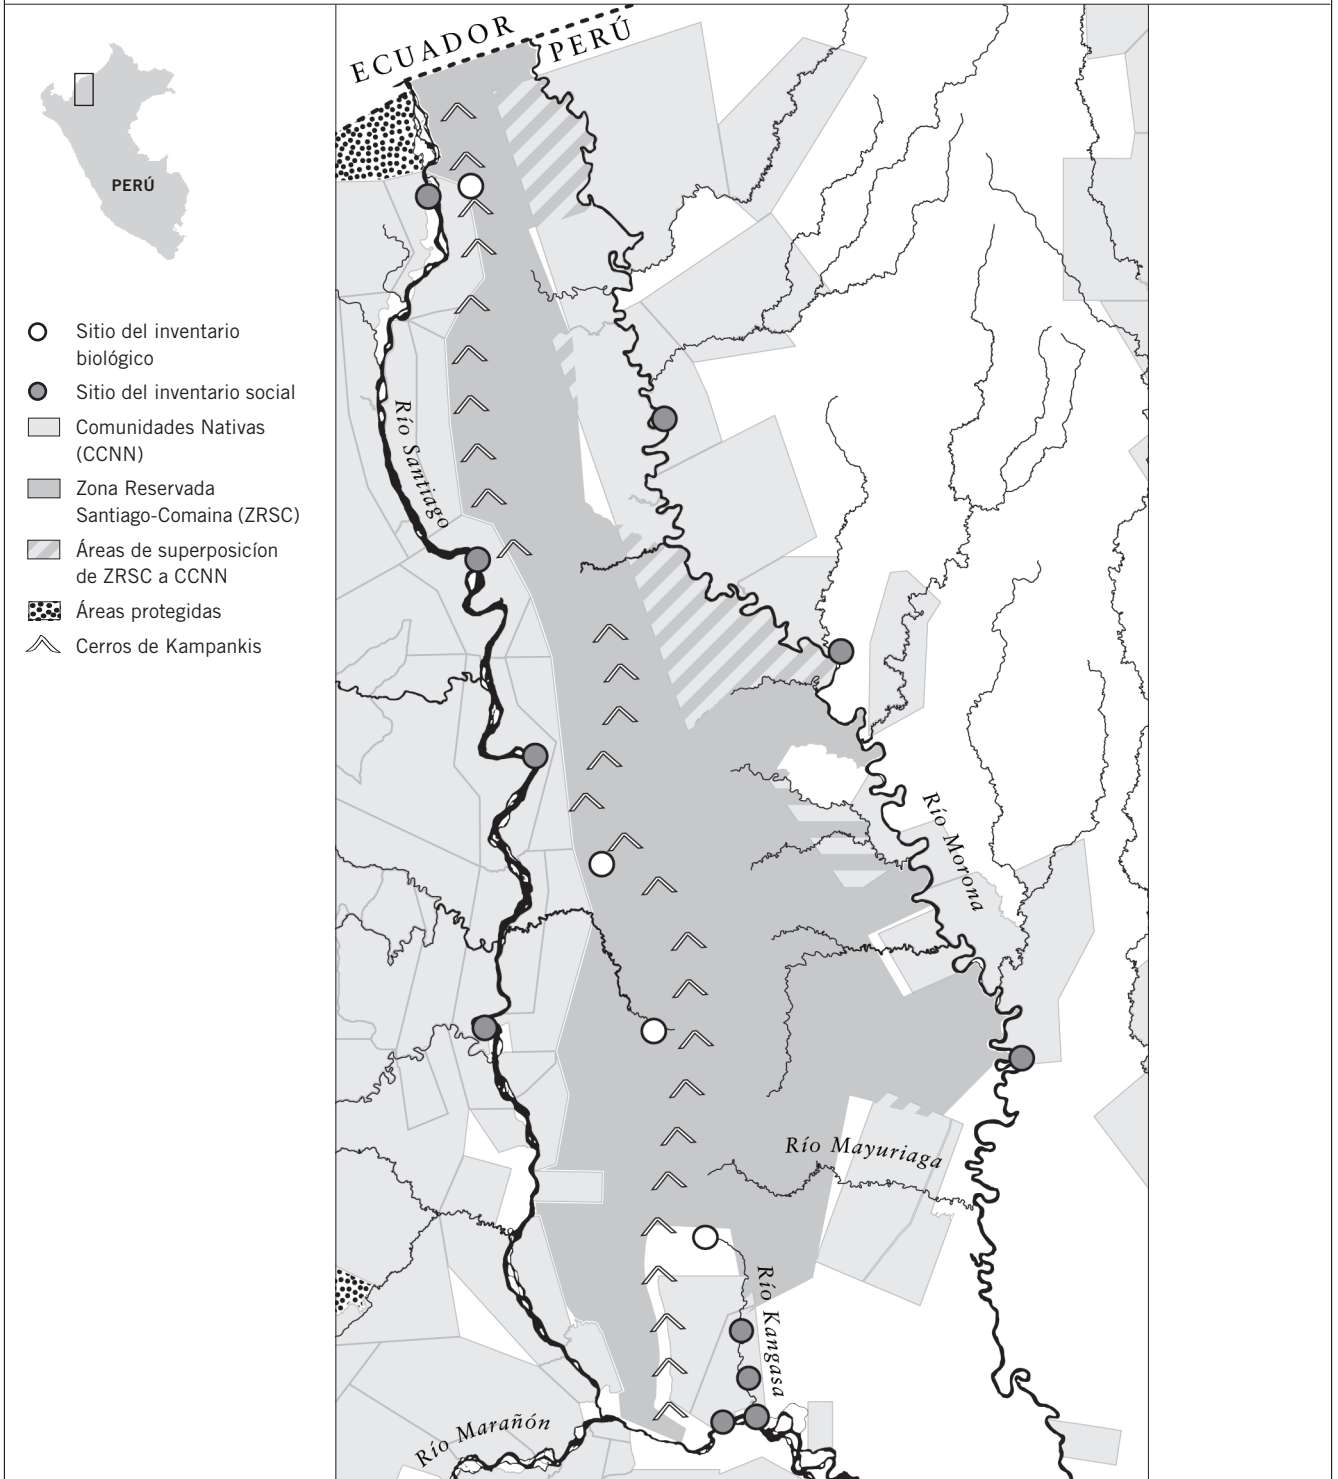 ECUADOR
PERÚ
PERÚ
Sitio del inventario
biológico
Sitio del inventario social
Comunidades Nativas
(CCNN)
Zona Reservada
Santiago-Comaina (ZRSC)
Áreas de superposicíon
de ZRSC a CCNN
Áreas protegidas
Cerros de Kampankis
Río Santiago
Río Morona
Río Mayuriaga
Río Kangasa
Río Marañón